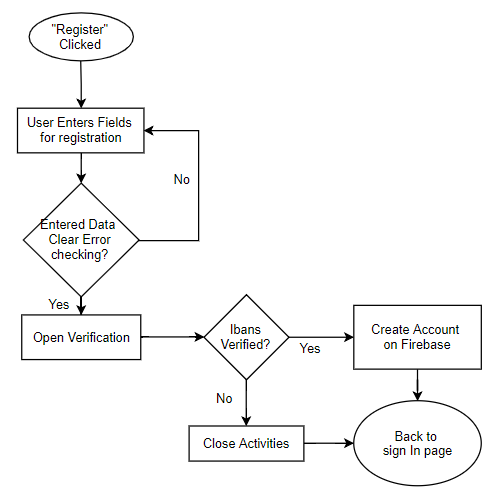 "Register"
Clicked
User Enters Fields
for registration
No
Entered Data
Clear Error
checking?
Yes
Open Verification
Ibans
Verified?
Yes
Create Account
on Firebase
No
Close Activities
Back to
sign In page